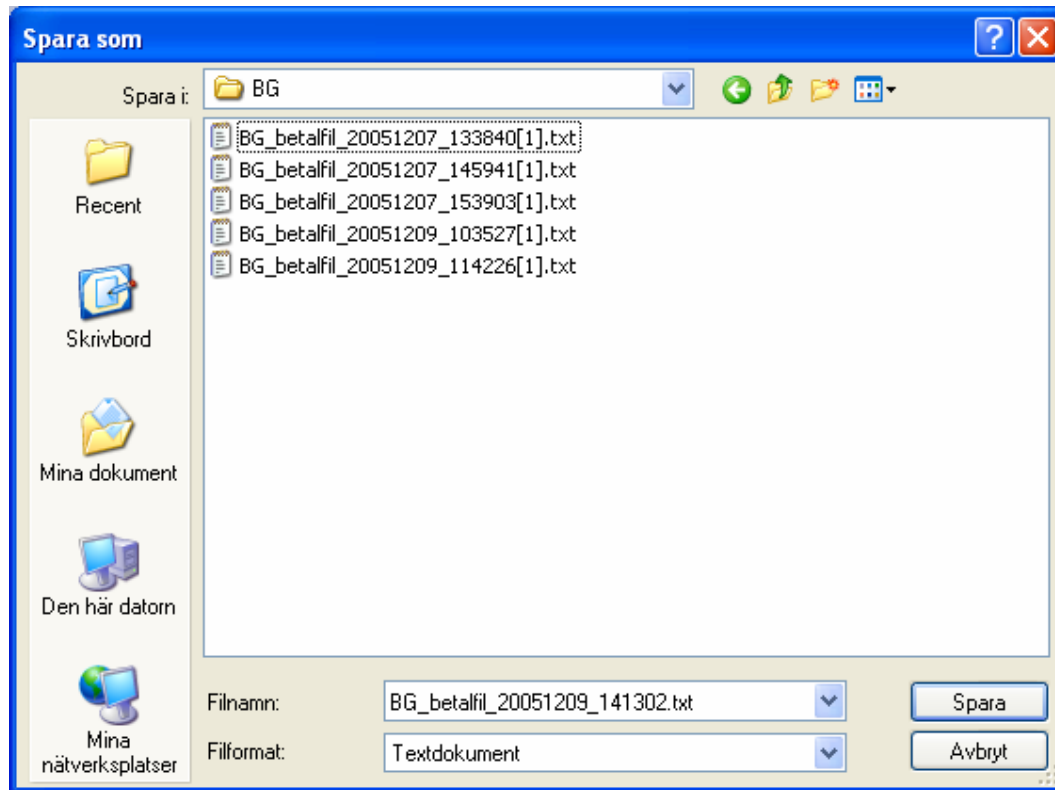 Spara som
Spara i:
BG
BG_betalfil_20051207_133840[1].txt
BG_betalfil_20051207_145941[1].txt
BG_betalfil_20051207_153903[1].txt
BG_betalfil_20051209_103527[1].txt
BG_betalfil_20051209_114226[1].txt
Recent
Skrivbord
Mina dokument
Den här datorn
Mina
nätverksplatser
Filnamn:
BG_betalfil_20051209_141302.txt
Spara
Filformat:
Textdokument
Avbryt